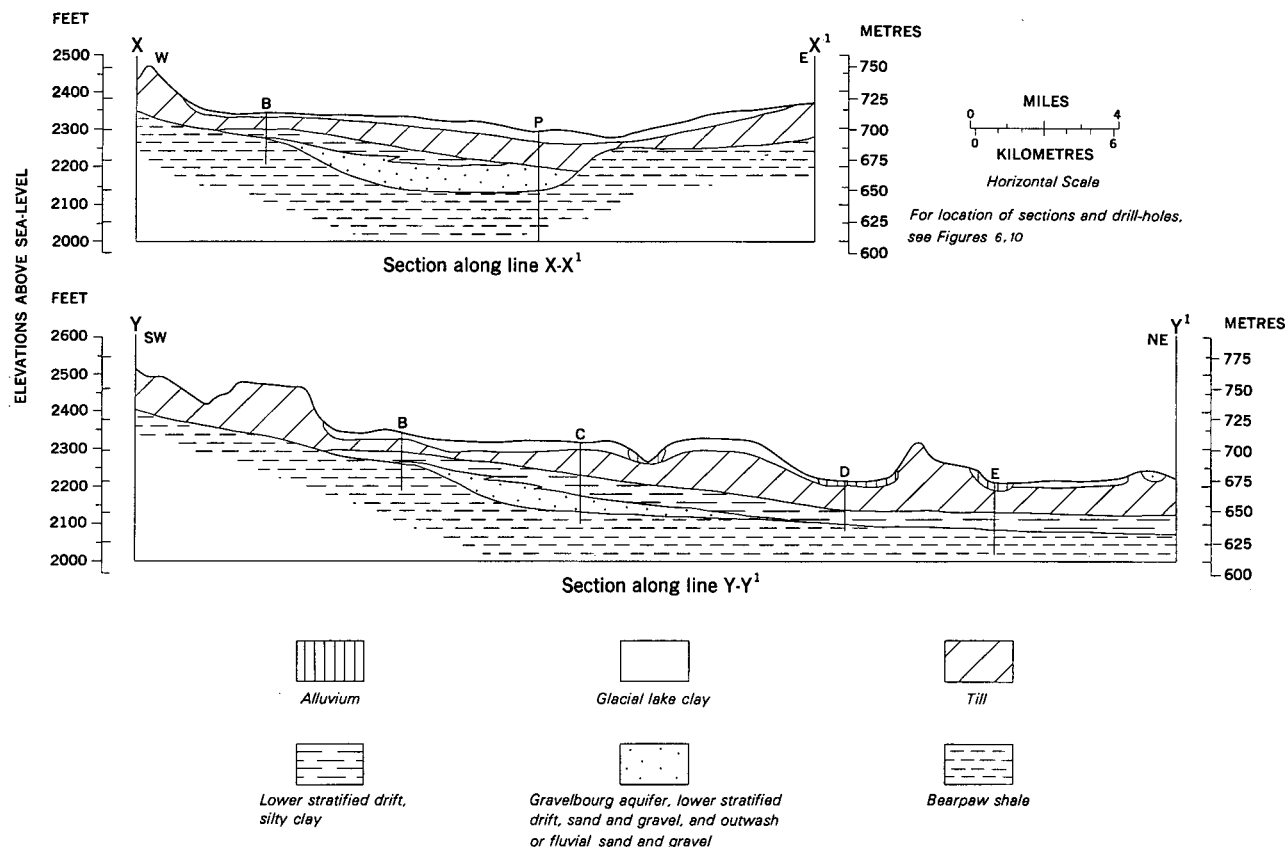 FEET
METRES
X
W
E
X¹
2500
2400
2300
2200
2100
2000
B
P
750
725
700
675
650
625
600
Section along line X-X¹
MILES
0 4
0 6
KILOMETRES
Horizontal Scale
For location of sections and drill-holes,
see Figures 6,10
ELEVATIONS ABOVE SEA-LEVEL
FEET
METRES
Y
SW
NE
Y¹
2600
2500
2400
2300
2200
2100
2000
B
C
D
E
775
750
725
700
675
650
625
600
Section along line Y-Y¹
Alluvium
Glacial lake clay
Till
Lower stratified drift,
silty clay
Gravelbourg aquifer, lower stratified
drift, sand and gravel, and outwash
or fluvial sand and gravel
Bearpaw shale